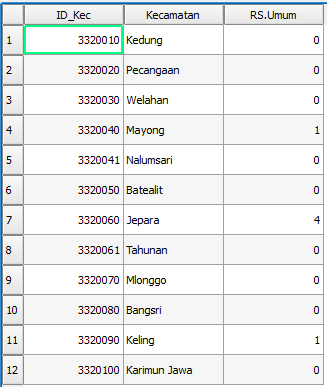 ID_Kec Kecamatan RS.Umum
1 3320010 Kedung 0
2 3320020 Pecangaan 0
3 3320030 Welahan 0
4 3320040 Mayong 1
5 3320041 Nalumsari 0
6 3320050 Batealit 0
7 3320060 Jepara 4
8 3320061 Tahunan 0
9 3320070 Mlonggo 0
10 3320080 Bangsri 0
11 3320090 Keling 1
12 3320100 Karimun Jawa 0